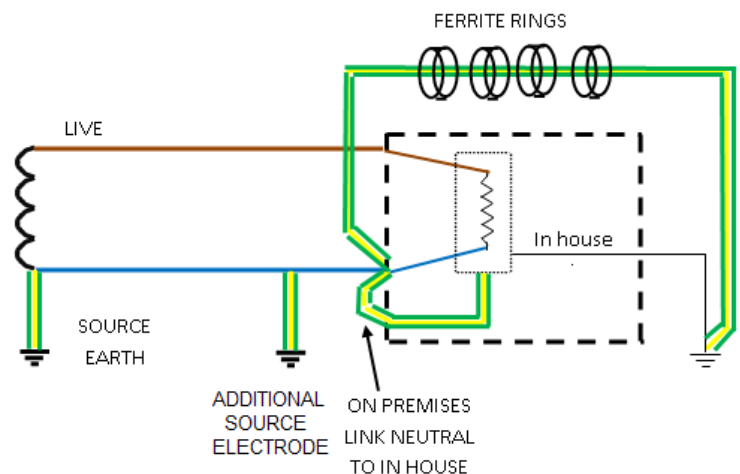 FERRITE RINGS
LIVE
In house
SOURCE
EARTH
ADDITIONAL
SOURCE
ELECTRODE
ON PREMISES
LINK NEUTRAL
TO IN HOUSE